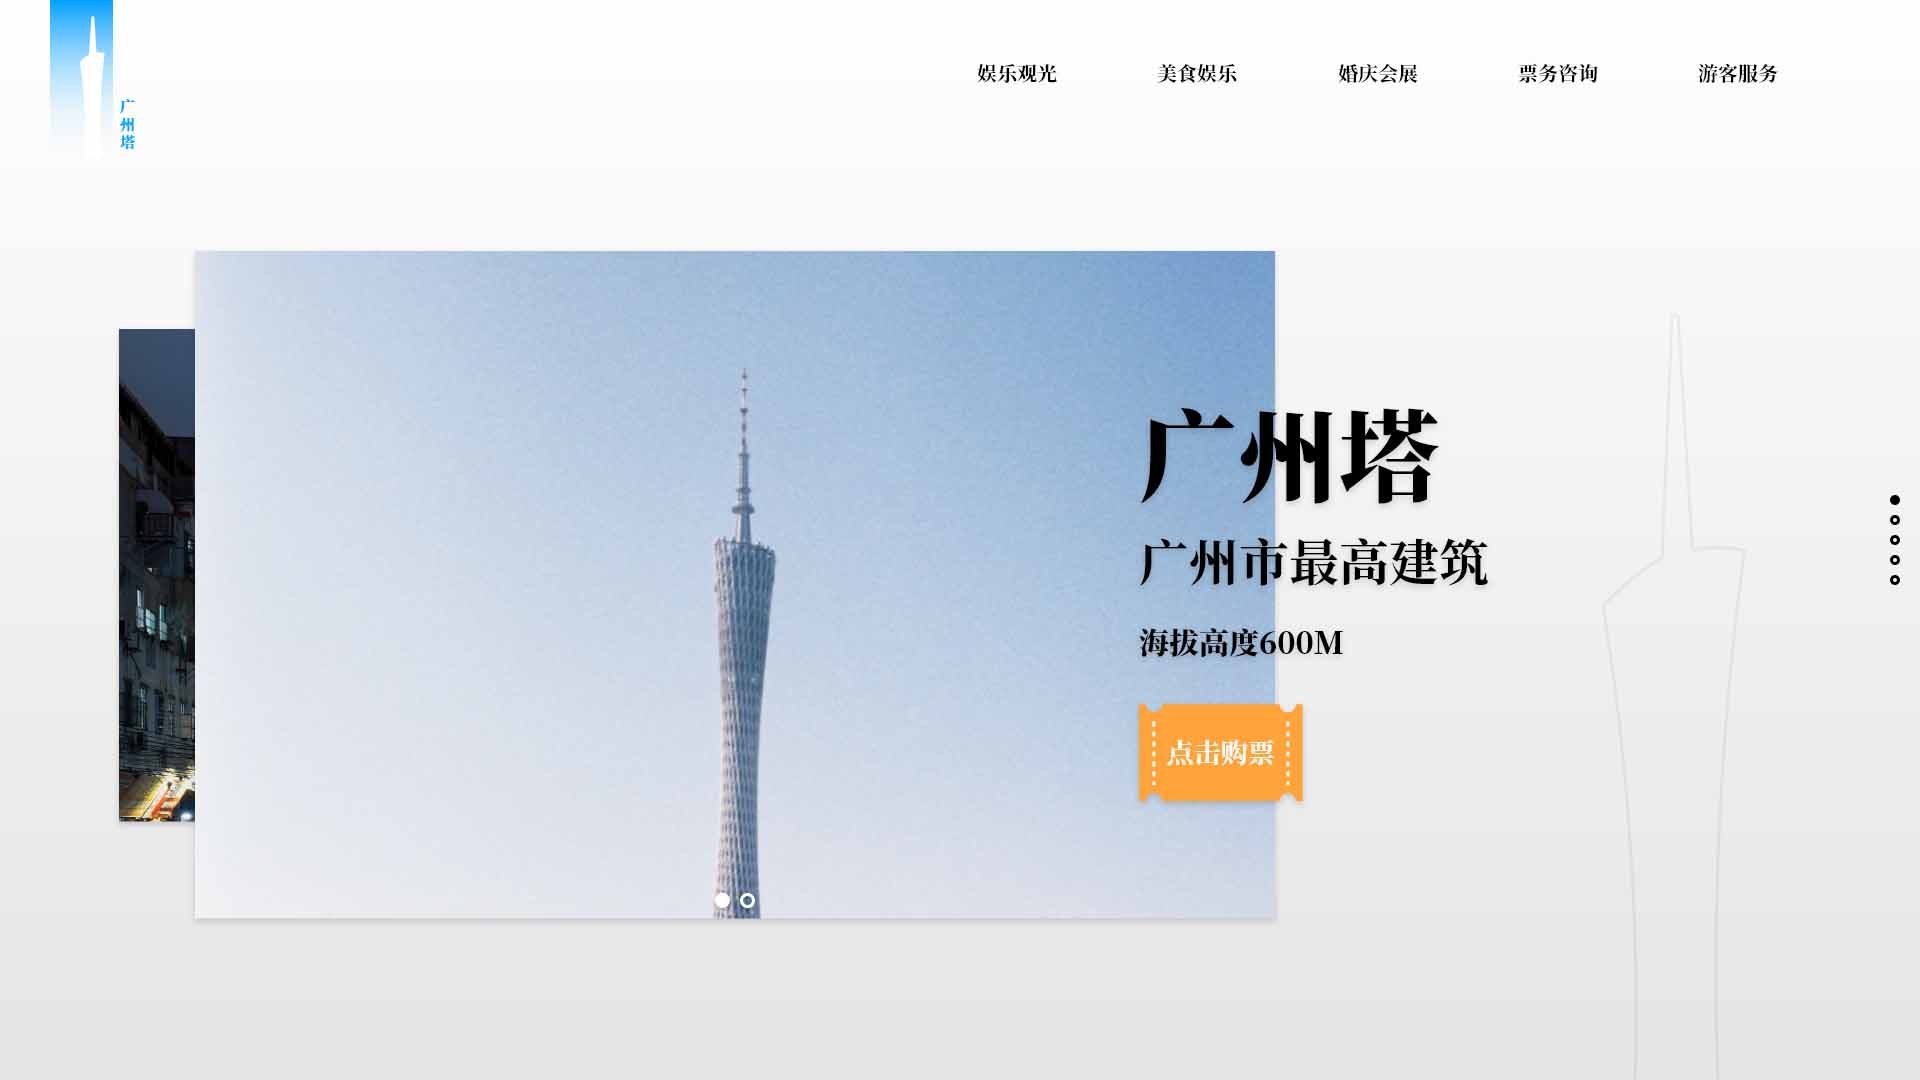 广州塔
娱乐观光 美食娱乐 婚庆会展 票务咨询 游客服务
广州塔
广州市最高建筑
海拔高度600M
点击购票